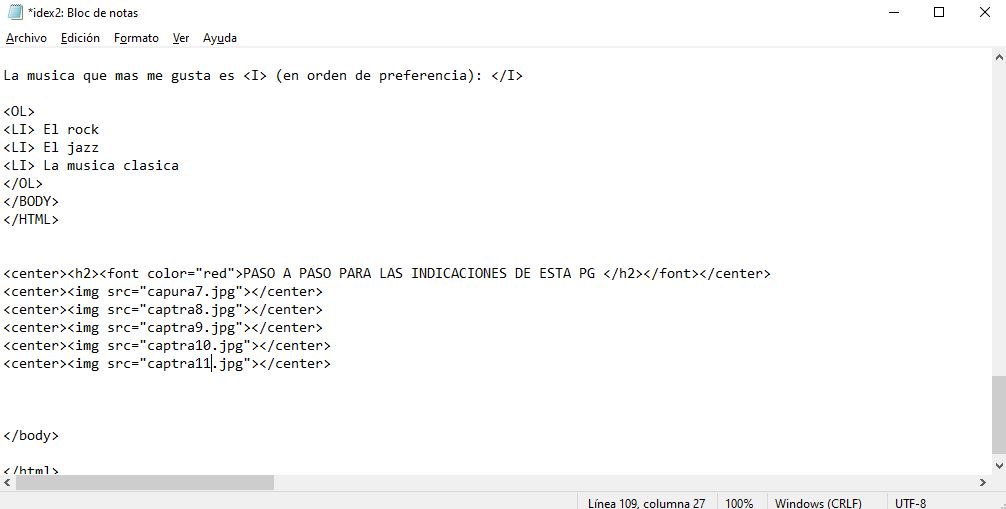 *idex2: Bloc de notas
Archivo Edición Formato Ver Ayuda
La musica que mas me gusta es <I> (en orden de preferencia): </I>
<OL>
<LI> El rock
<LI> El jazz
<LI> La musica clasica
</OL>
</BODY>
</HTML>
<center><h2><font color="red">PASO A PASO PARA LAS INDICACIONES DE ESTA PG </h2></font></center>
<center><img src="capura7.jpg"></center>
<center><img src="captra8.jpg"></center>
<center><img src="captra9.jpg"></center>
<center><img src="captra10.jpg"></center>
<center><img src="captra11.jpg"></center>
</body>
</html>
Línea 109, columna 27 100% Windows (CRLF) UTF-8